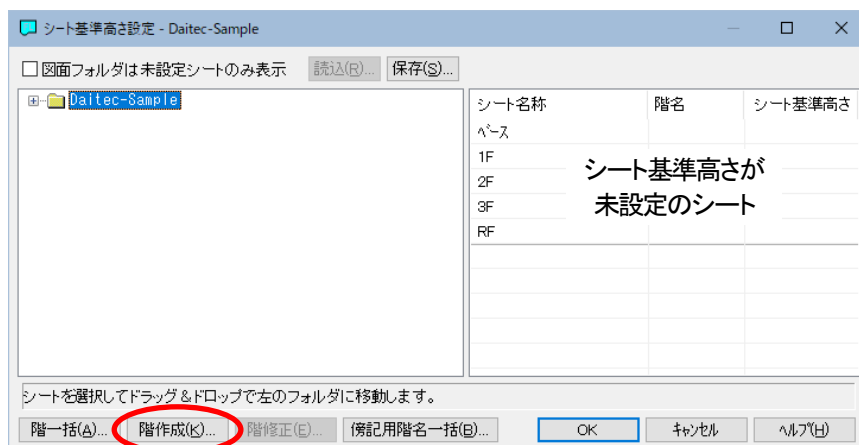 シート基準高さ設定 - Daitec-Sample
図面フォルダは未設定シートのみ表示 読込(R)... 保存(S)...
Daitec-Sample
シート名称 階名 シート基準高さ
ﾍﾞｰｽ
1F
2F
3F
RF
シート基準高さが
未設定のシート
シートを選択してドラッグ&ドロップで左のフォルダに移動します。
階一括(A)... 階作成(K)... 階修正(E)... 傍記用階名一括(B)... OK ｷｬﾝｾﾙ ﾍﾙﾌﾟ(H)